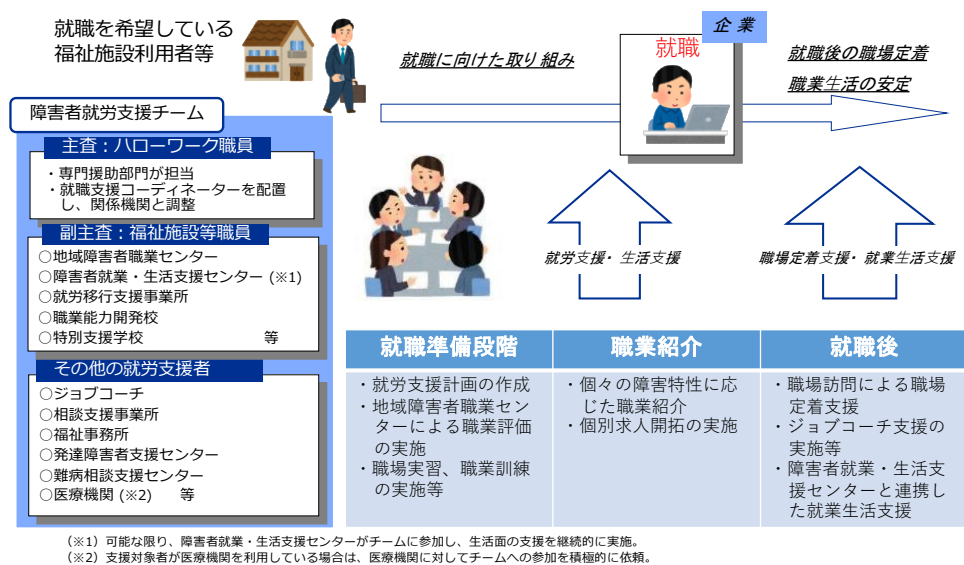 就職を希望している
福祉施設利用者等
就職に向けた取り組み
企 業
就職
就職後の職場定着
職業生活の安定
障害者就労支援チーム
主査：ハローワーク職員
・専門援助部門が担当
・就職支援コーディネーターを配置
し、関係機関と調整
副主査：福祉施設等職員
○地域障害者職業センター
○障害者就業・生活支援センター (※1)
○就労移行支援事業所
○職業能力開発校
○特別支援学校 等
その他の就労支援者
○ジョブコーチ
○相談支援事業所
○福祉事務所
○発達障害者支援センター
○難病相談支援センター
○医療機関 (※2) 等
就労支援・生活支援
職場定着支援・就業生活支援
就職準備段階
・就労支援計画の作成
・地域障害者職業セン
ターによる職業評価
の実施
・職場実習、職業訓練
の実施等
職業紹介
・個々の障害特性に応
じた職業紹介
・個別求人開拓の実施
就職後
・職場訪問による職場
定着支援
・ジョブコーチ支援の
実施等
・障害者就業・生活支
援センターと連携した
就業生活支援
（※1）可能な限り、障害者就業・生活支援センターがチームに参加し、生活面の支援を継続的に実施。
（※2）支援対象者が医療機関を利用している場合は、医療機関に対してチームへの参加を積極的に依頼。